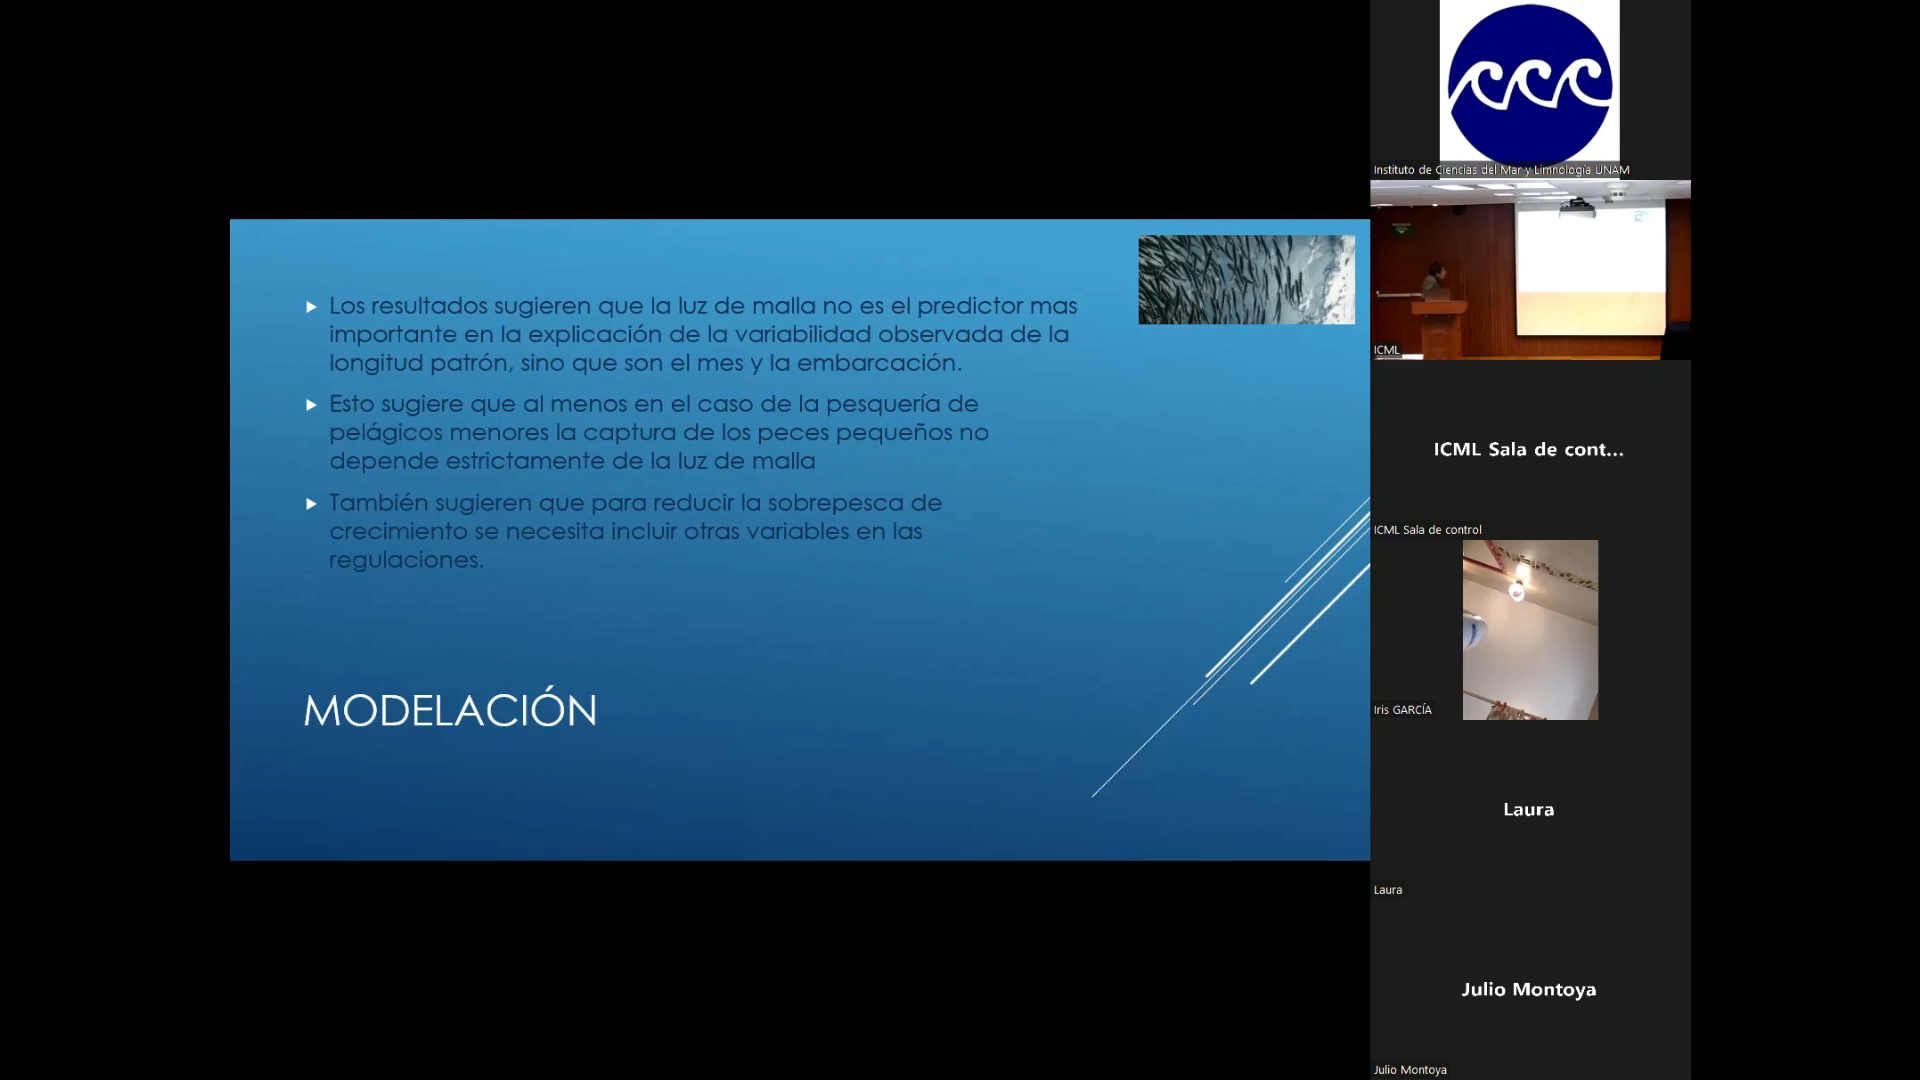 Los resultados sugieren que la luz de malla no es el predictor mas
importante en la explicación de la variabilidad observada de la
longitud patrón, sino que son el mes y la embarcación.
Esto sugiere que al menos en el caso de la pesquería de
pelágicos menores la captura de los peces pequeños no
depende estrictamente de la luz de malla
También sugieren que para reducir la sobrepesca de
crecimiento se necesita incluir otras variables en las
regulaciones.
MODELACIÓN
Instituto de Ciencias del Mar y Limnología UNAM
ICML
ICML Sala de cont...
ICML Sala de control
Iris GARCÍA
Laura
Laura
Julio Montoya
Julio Montoya